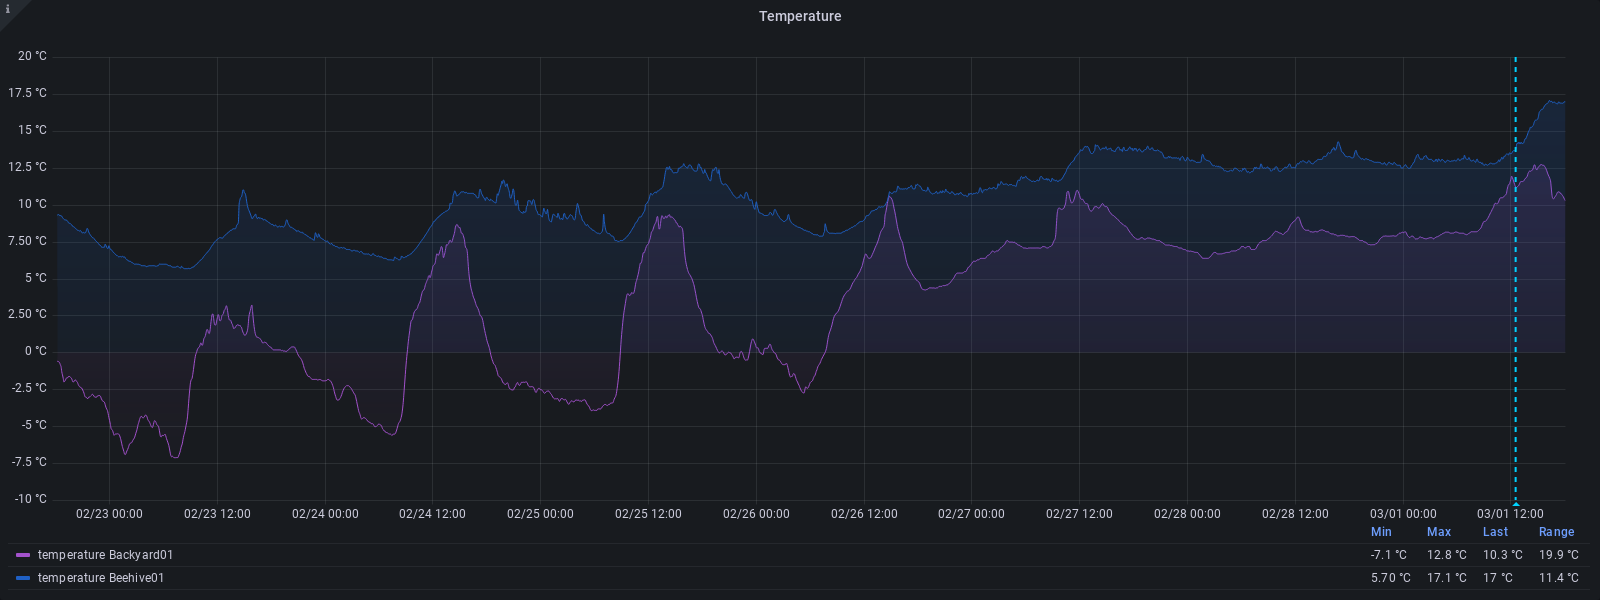 i
Temperature
20 °C
17.5 °C
15 °C
12.5 °C
10 °C
7.50 °C
5 °C
2.50 °C
0 °C
-2.5 °C
-5 °C
-7.5 °C
-10 °C
02/23 00:00 02/23 12:00 02/24 00:00 02/24 12:00 02/25 00:00 02/25 12:00 02/26 00:00 02/26 12:00 02/27 00:00 02/27 12:00 02/28 00:00 02/28 12:00 03/01 00:00 03/01 12:00
Min Max Last Range
temperature Backyard01 -7.1 °C 12.8 °C 10.3 °C 19.9 °C
temperature Beehive01 5.70 °C 17.1 °C 17 °C 11.4 °C